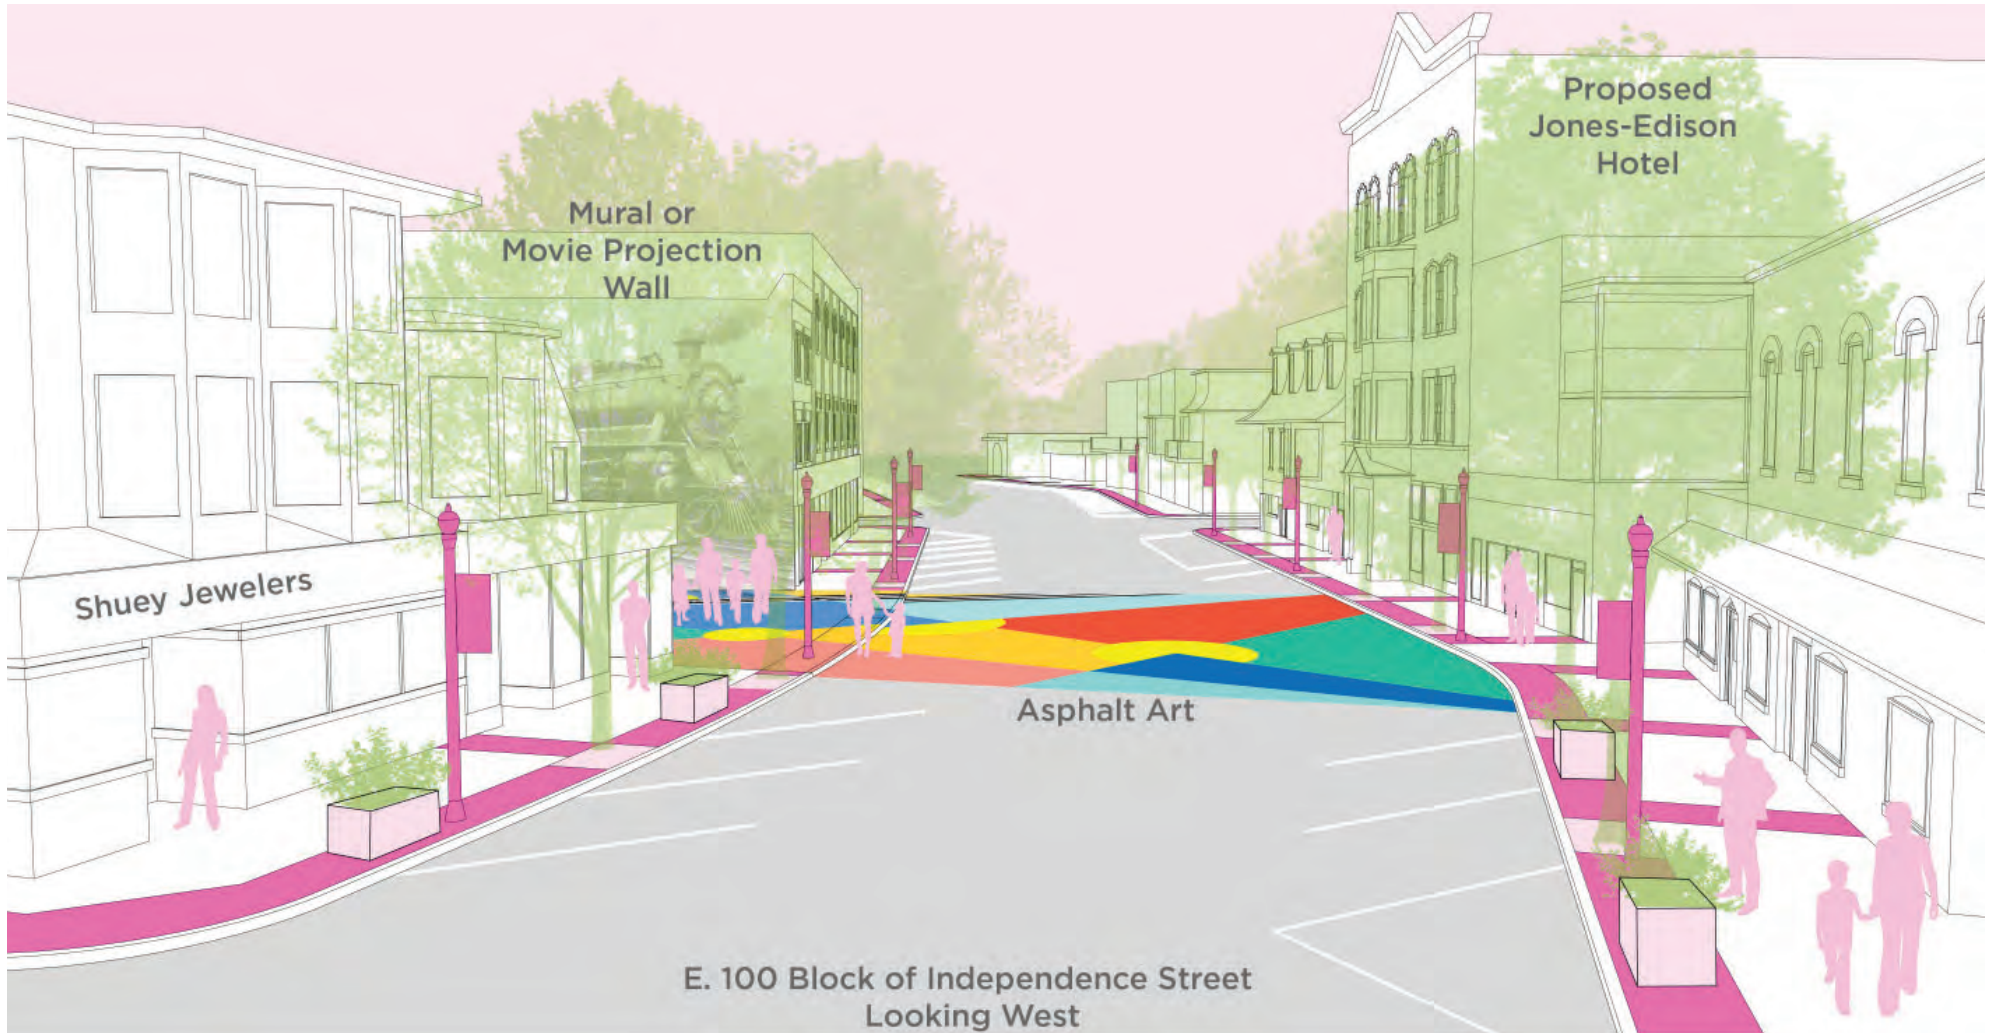 Proposed
Jones-Edison
Hotel
Mural or
Movie Projection
Wall
Shuey Jewelers
Asphalt Art
E. 100 Block of Independence Street
Looking West